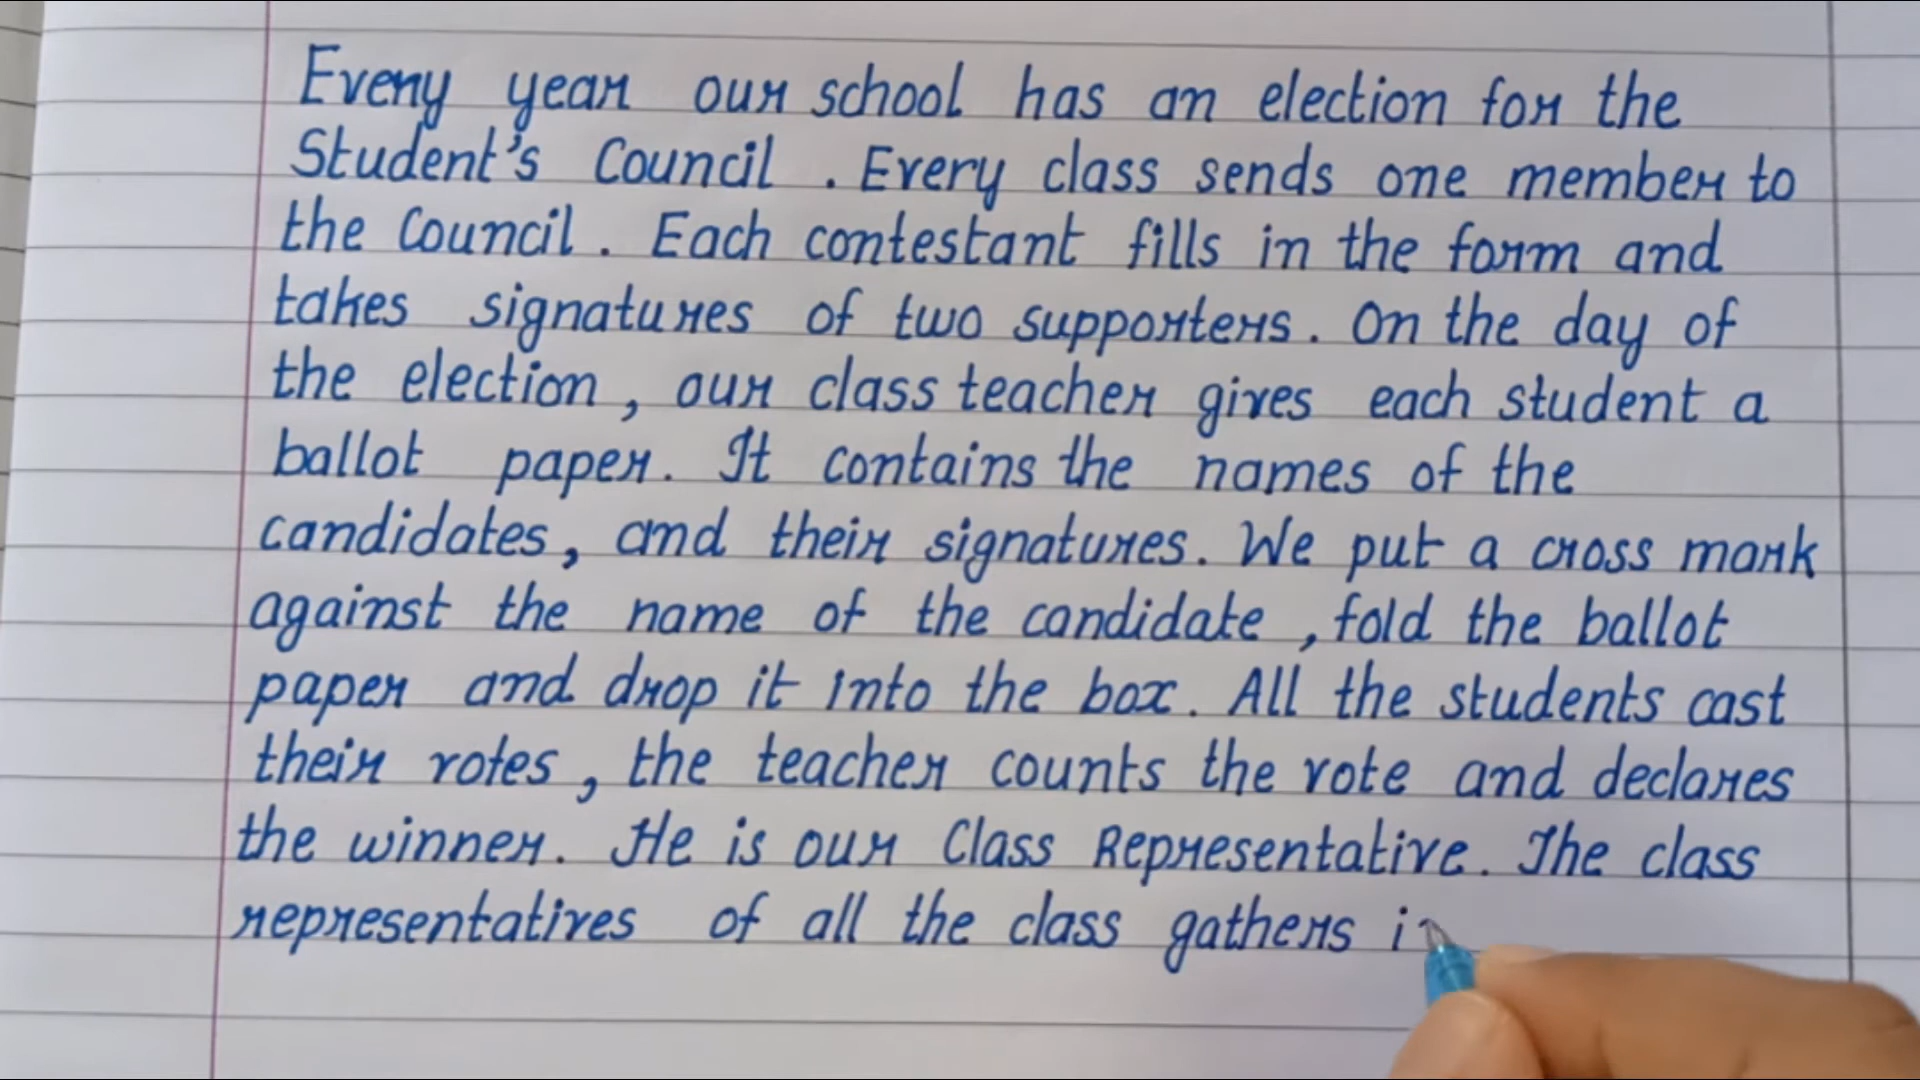 Every year our school has an election for the
Student's Council. Every class sends one member to
the Council. Each contestant fills in the form and
takes signatures of two supporters. On the day of
the election, our class teacher gives each student a
ballot paper. It contains the names of the
candidates, and their signatures. We put a cross mark
against the name of the candidate, fold the ballot
paper and drop it into the box. All the students cast
their votes, the teacher counts the vote and declares
the winner. He is our Class Representative. The class
representatives of all the class gathers